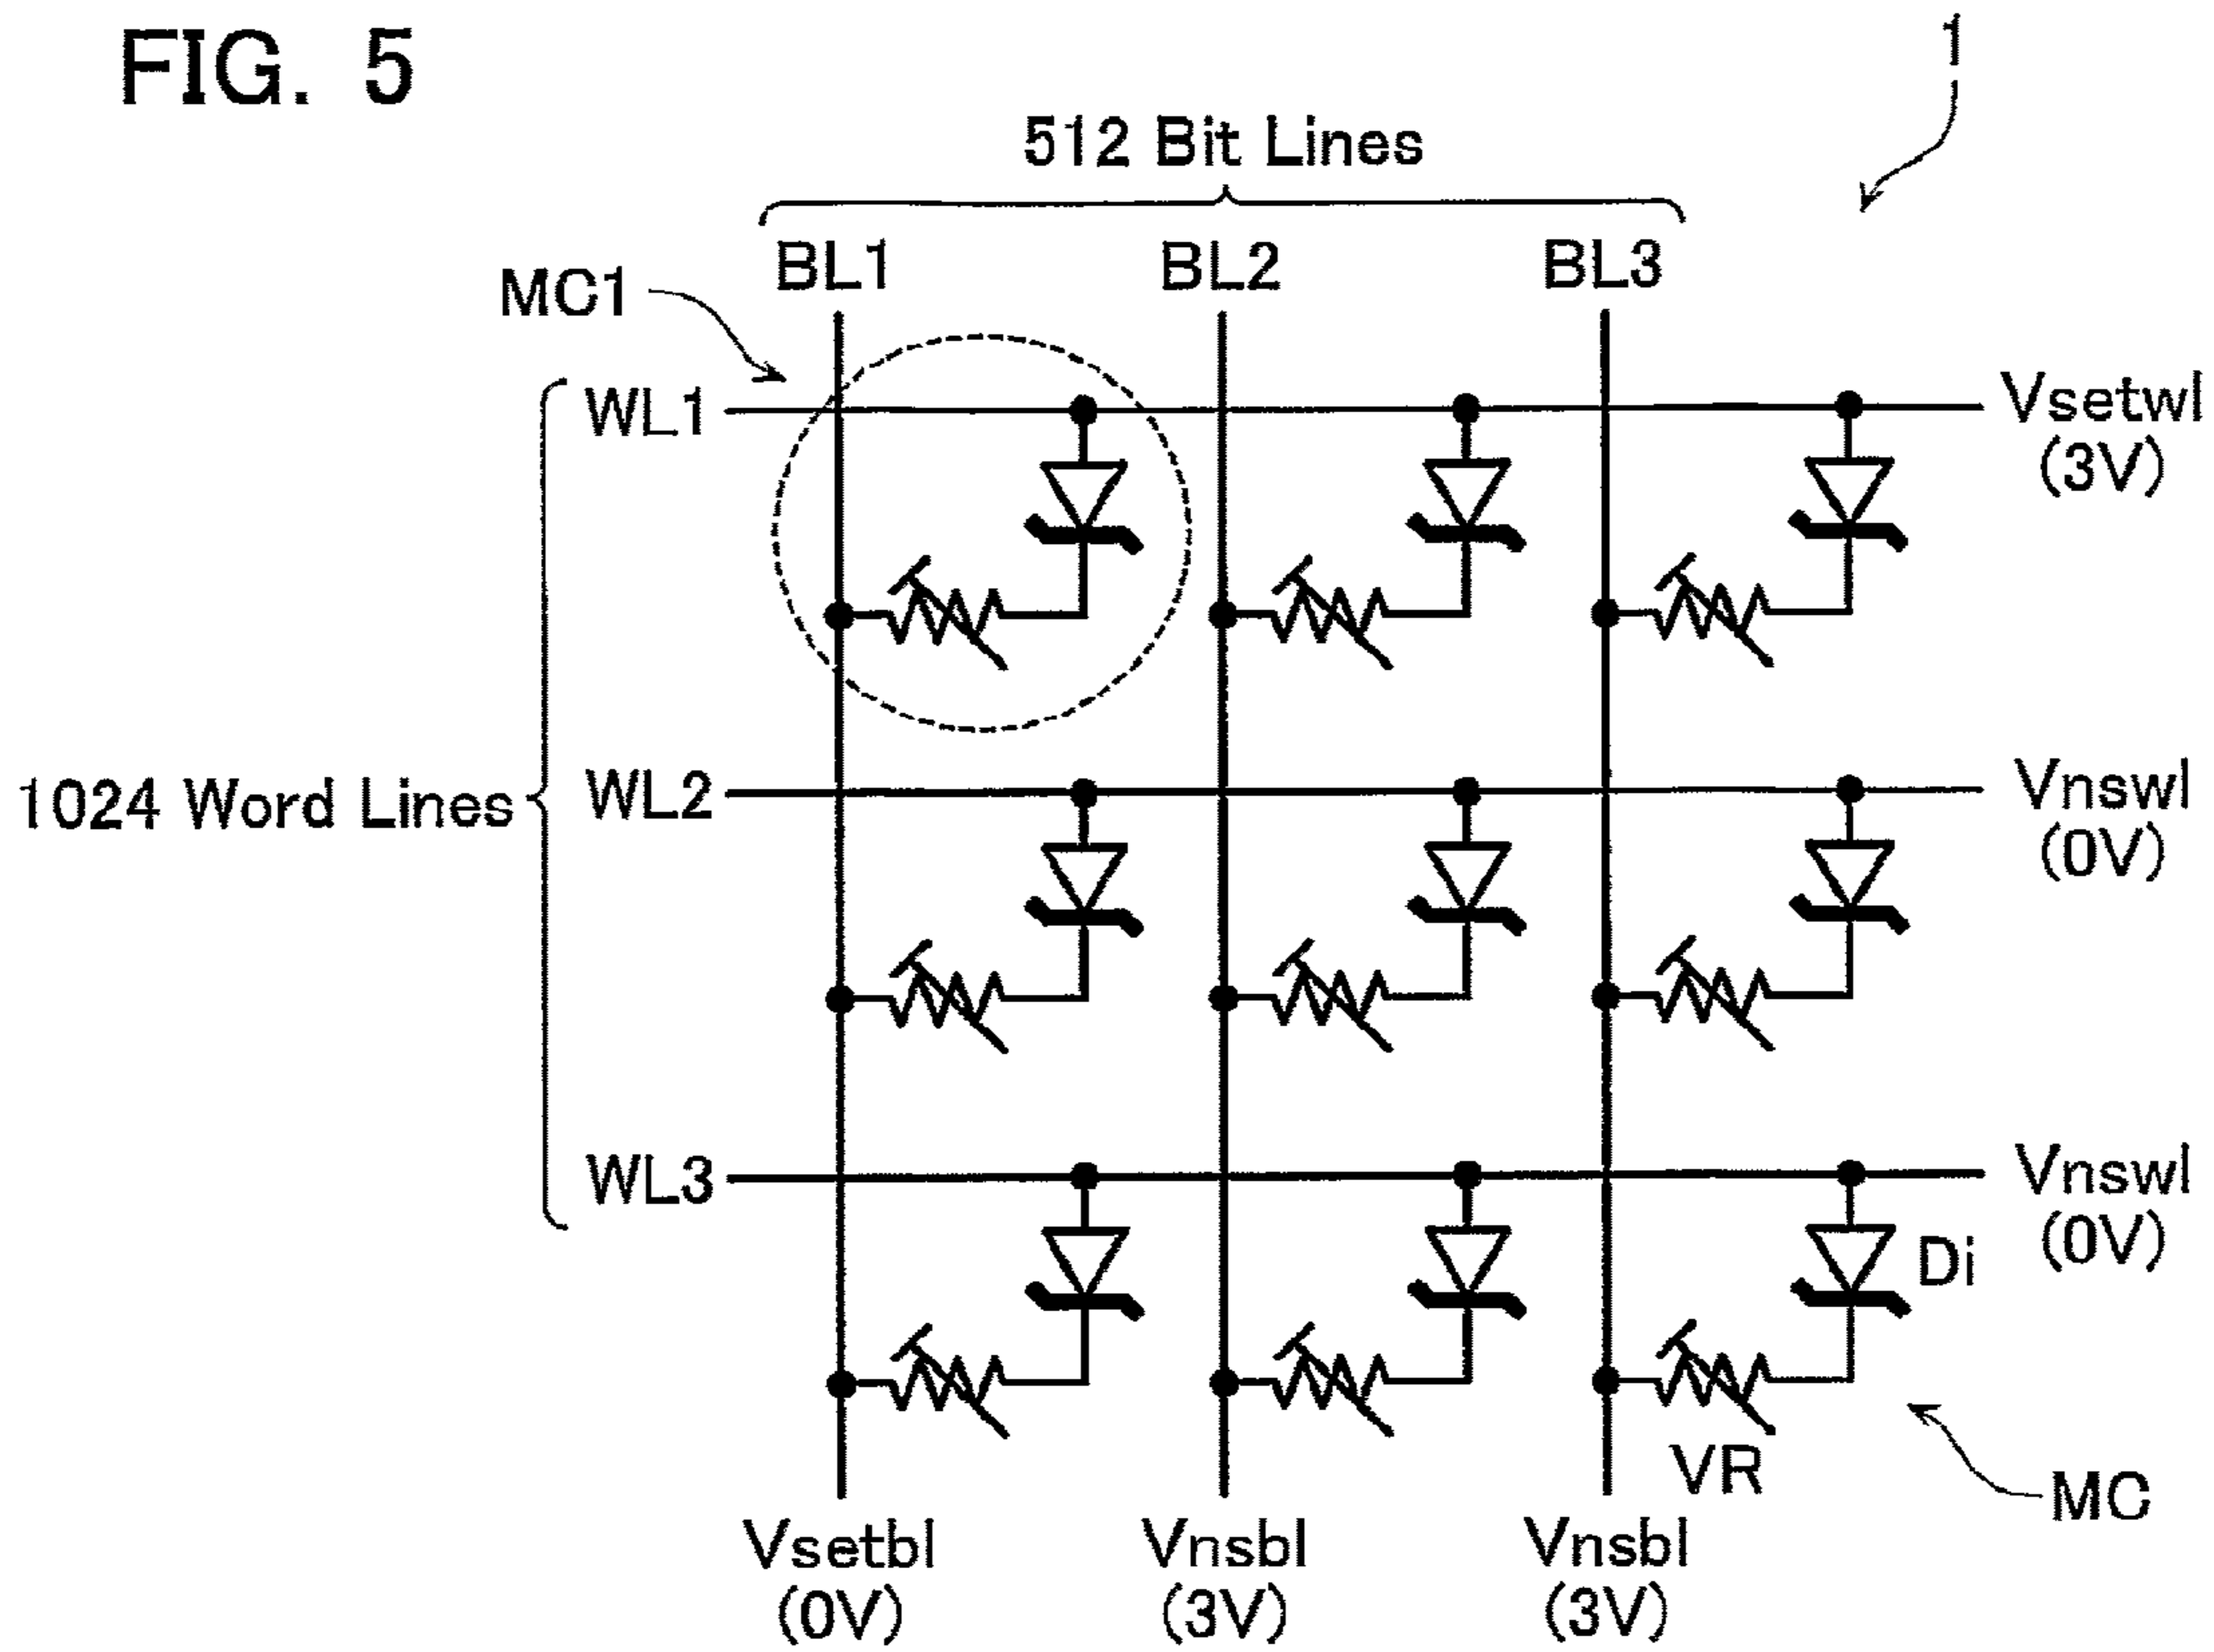 FIG. 5
1
512 Bit Lines
BL1 BL2 BL3
MC1
WL1
Vsetwl
(3V)
1024 Word Lines
WL2
Vnswl
(0V)
WL3
Vnswl
(0V)
Di
VR
MC
Vsetbl
(0V)
Vnsbl
(3V)
Vnsbl
(3V)